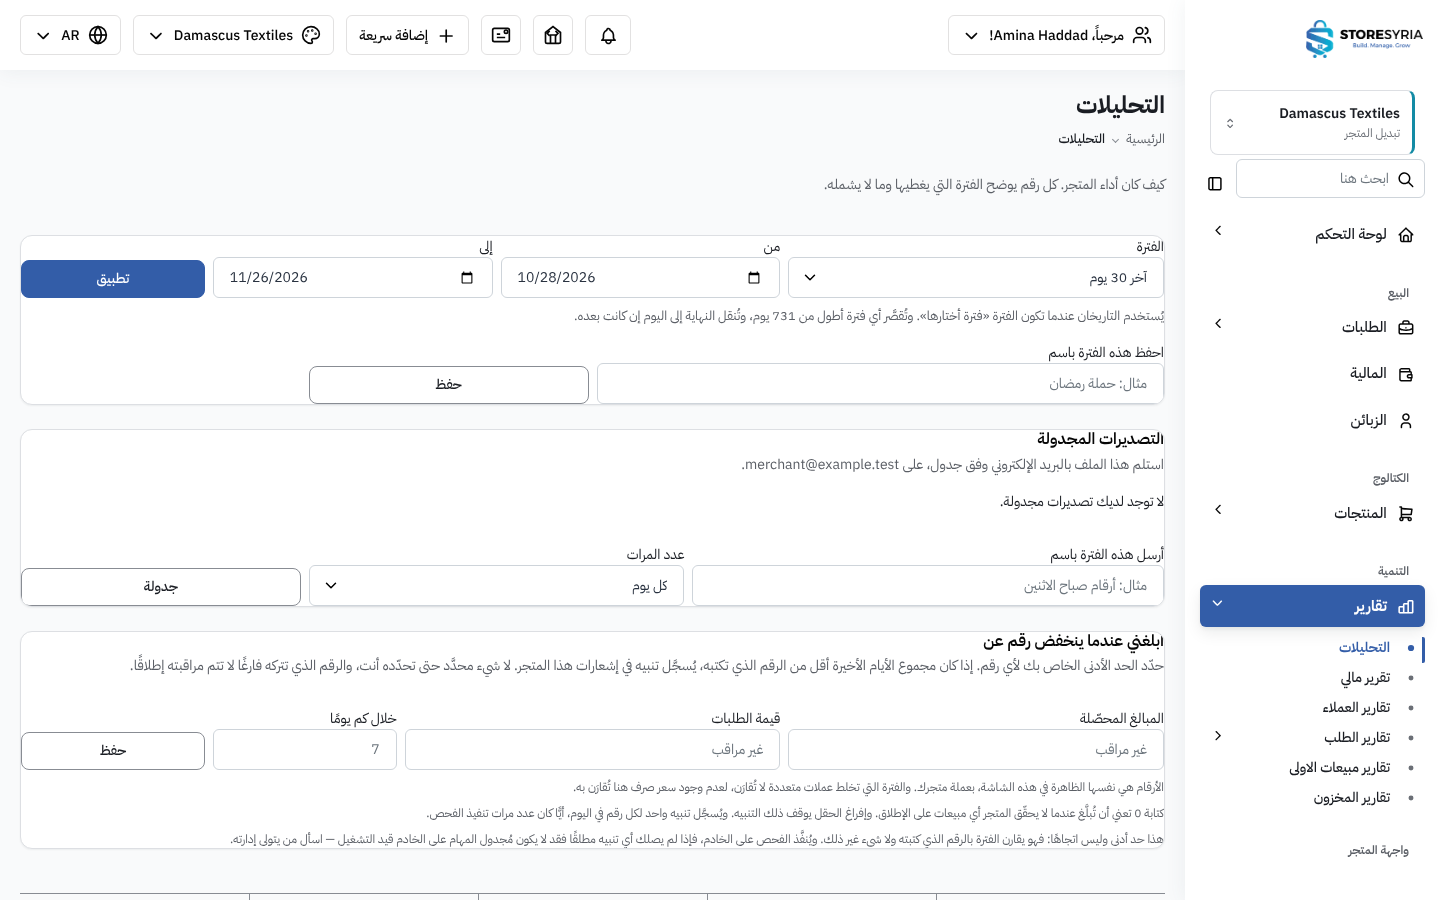 STORESYRIA
Build. Manage. Grow
Damascus Textiles
تبديل المتجر
ابحث هنا
لوحة التحكم
البيع
الطلبات
المالية
الزبائن
الكتالوج
المنتجات
التنمية
تقارير
التحليلات
تقرير مالي
تقارير العملاء
تقارير الطلب
تقارير مبيعات الاولى
تقارير المخزون
واجهة المتجر
مرحباً، Amina Haddad!
إضافة سريعة
Damascus Textiles
AR
التحليلات
الرئيسية التحليلات
كيف كان أداء المتجر. كل رقم يوضح الفترة التي يغطيها وما لا يشمله.
الفترة من إلى
آخر 30 يوم 10/28/2026 11/26/2026 تطبيق
يُستخدم التاريخان عندما تكون الفترة «فترة أختارها». وتُقصَّر أي فترة أطول من 731 يوم، وتُنقل النهاية إلى اليوم إن كانت بعده.
احفظ هذه الفترة باسم
مثال: حملة رمضان حفظ
التصديرات المجدولة
استلم هذا الملف بالبريد الإلكتروني وفق جدول، على merchant@example.test.
لا توجد لديك تصديرات مجدولة.
أرسل هذه الفترة باسم عدد المرات
مثال: أرقام صباح الاثنين كل يوم جدولة
أبلغني عندما ينخفض رقم عن
حدّد الحد الأدنى الخاص بك لأي رقم. إذا كان مجموع الأيام الأخيرة أقل من الرقم الذي تكتبه، يُسجَّل تنبيه في إشعارات هذا المتجر. لا شيء محدَّد حتى تحدّده أنت، والرقم الذي تتركه فارغًا لا تتم مراقبته إطلاقًا.
المبالغ المحصّلة قيمة الطلبات خلال كم يومًا
غير مراقب غير مراقب 7 حفظ
الأرقام هي نفسها الظاهرة في هذه الشاشة، بعملة متجرك. والفترة التي تخلط عملات متعددة لا تُقارَن، لعدم وجود سعر صرف هنا تُقارَن به.
كتابة 0 تعني أن تُبلَّغ عندما لا يحقّق المتجر أي مبيعات على الإطلاق. وإفراغ الحقل يوقف ذلك التنبيه. ويُسجَّل تنبيه واحد لكل رقم في اليوم، أيًّا كان عدد مرات تنفيذ الفحص.
هذا حد أدنى وليس اتجاهًا: فهو يقارن الفترة بالرقم الذي كتبته ولا شيء غير ذلك. ويُنفَّذ الفحص على الخادم، فإذا لم يصلك أي تنبيه مطلقًا فقد لا يكون مُجدول المهام على الخادم قيد التشغيل — اسأل من يتولى إدارته.